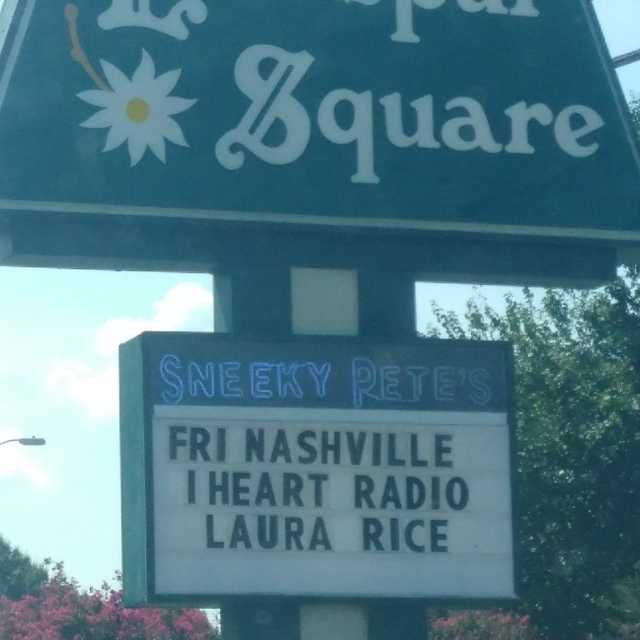 Square
SNEEKY PETE'S
FRI NASHVILLE
I HEART RADIO
LAURA RICE